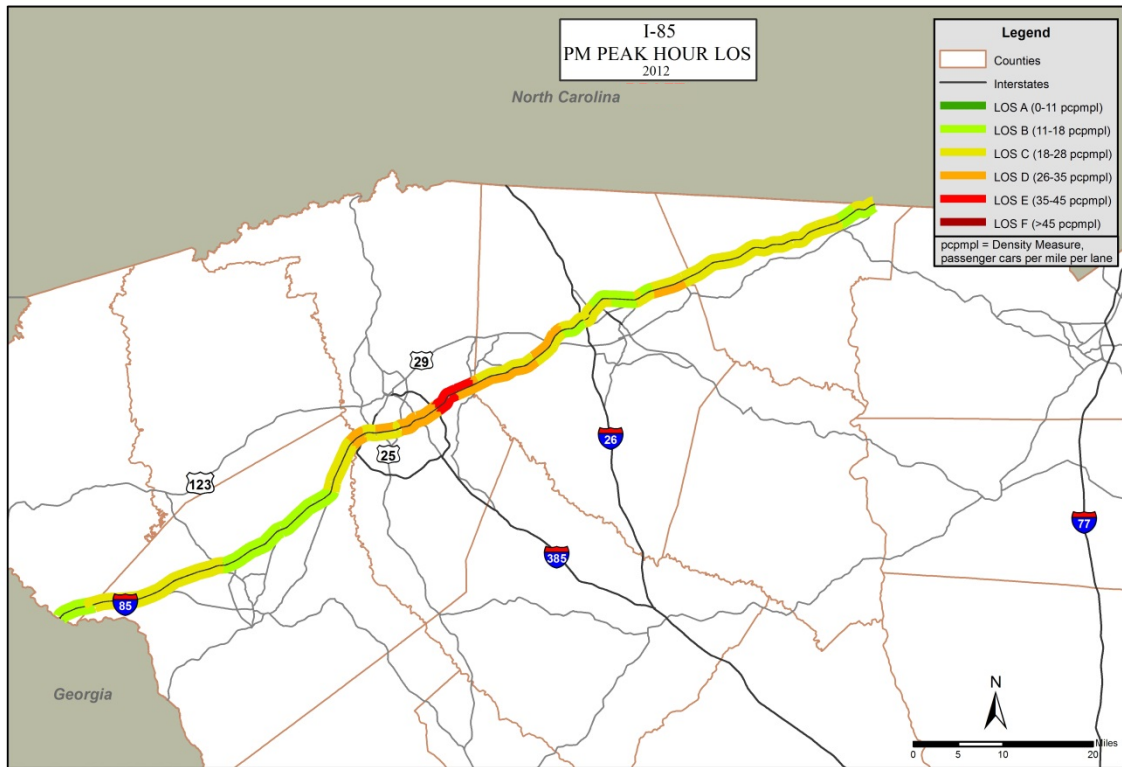 I-85
PM PEAK HOUR LOS
2012
Legend
Counties
Interstates
LOS A (0-11 pcpmpl)
LOS B (11-18 pcpmpl)
LOS C (18-28 pcpmpl)
LOS D (26-35 pcpmpl)
LOS E (35-45 pcpmpl)
LOS F (>45 pcpmpl)
pcpmpl = Density Measure,
passenger cars per mile per lane
North Carolina
29
26
25
123
77
385
85
Georgia
N
0 5 10 20
Miles